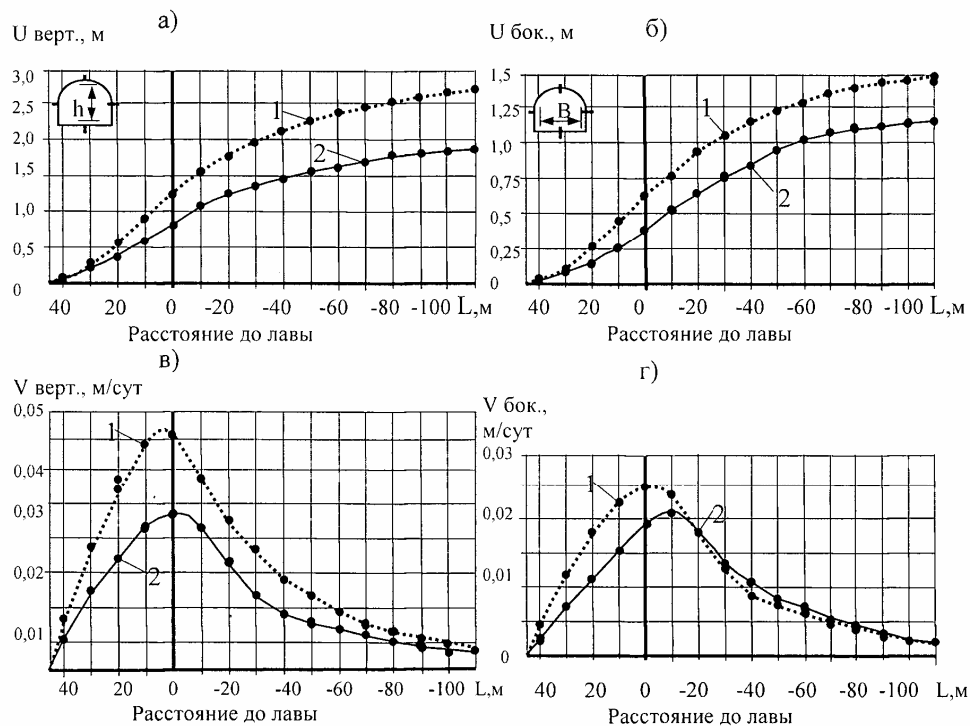 а)
U верт., м
3,0
2,5
2,0
1,5
1,0
0,5
0
h
1
2
40 20 0 -20 -40 -60 -80 -100 L,м
Расстояние до лавы
б)
U бок., м
1,5
1,25
1,0
0,75
0,5
0,25
0
В
1
2
40 20 0 -20 -40 -60 -80 -100 L,м
Расстояние до лавы
в)
V верт., м/сут
0,05
0,04
0,03
0,02
0,01
1
2
40 20 0 -20 -40 -60 -80 -100 L,м
Расстояние до лавы
г)
V бок.,
м/сут
0,03
0,02
0,01
0
1
2
40 20 0 -20 -40 -60 -80 -100 L,м
Расстояние до лавы